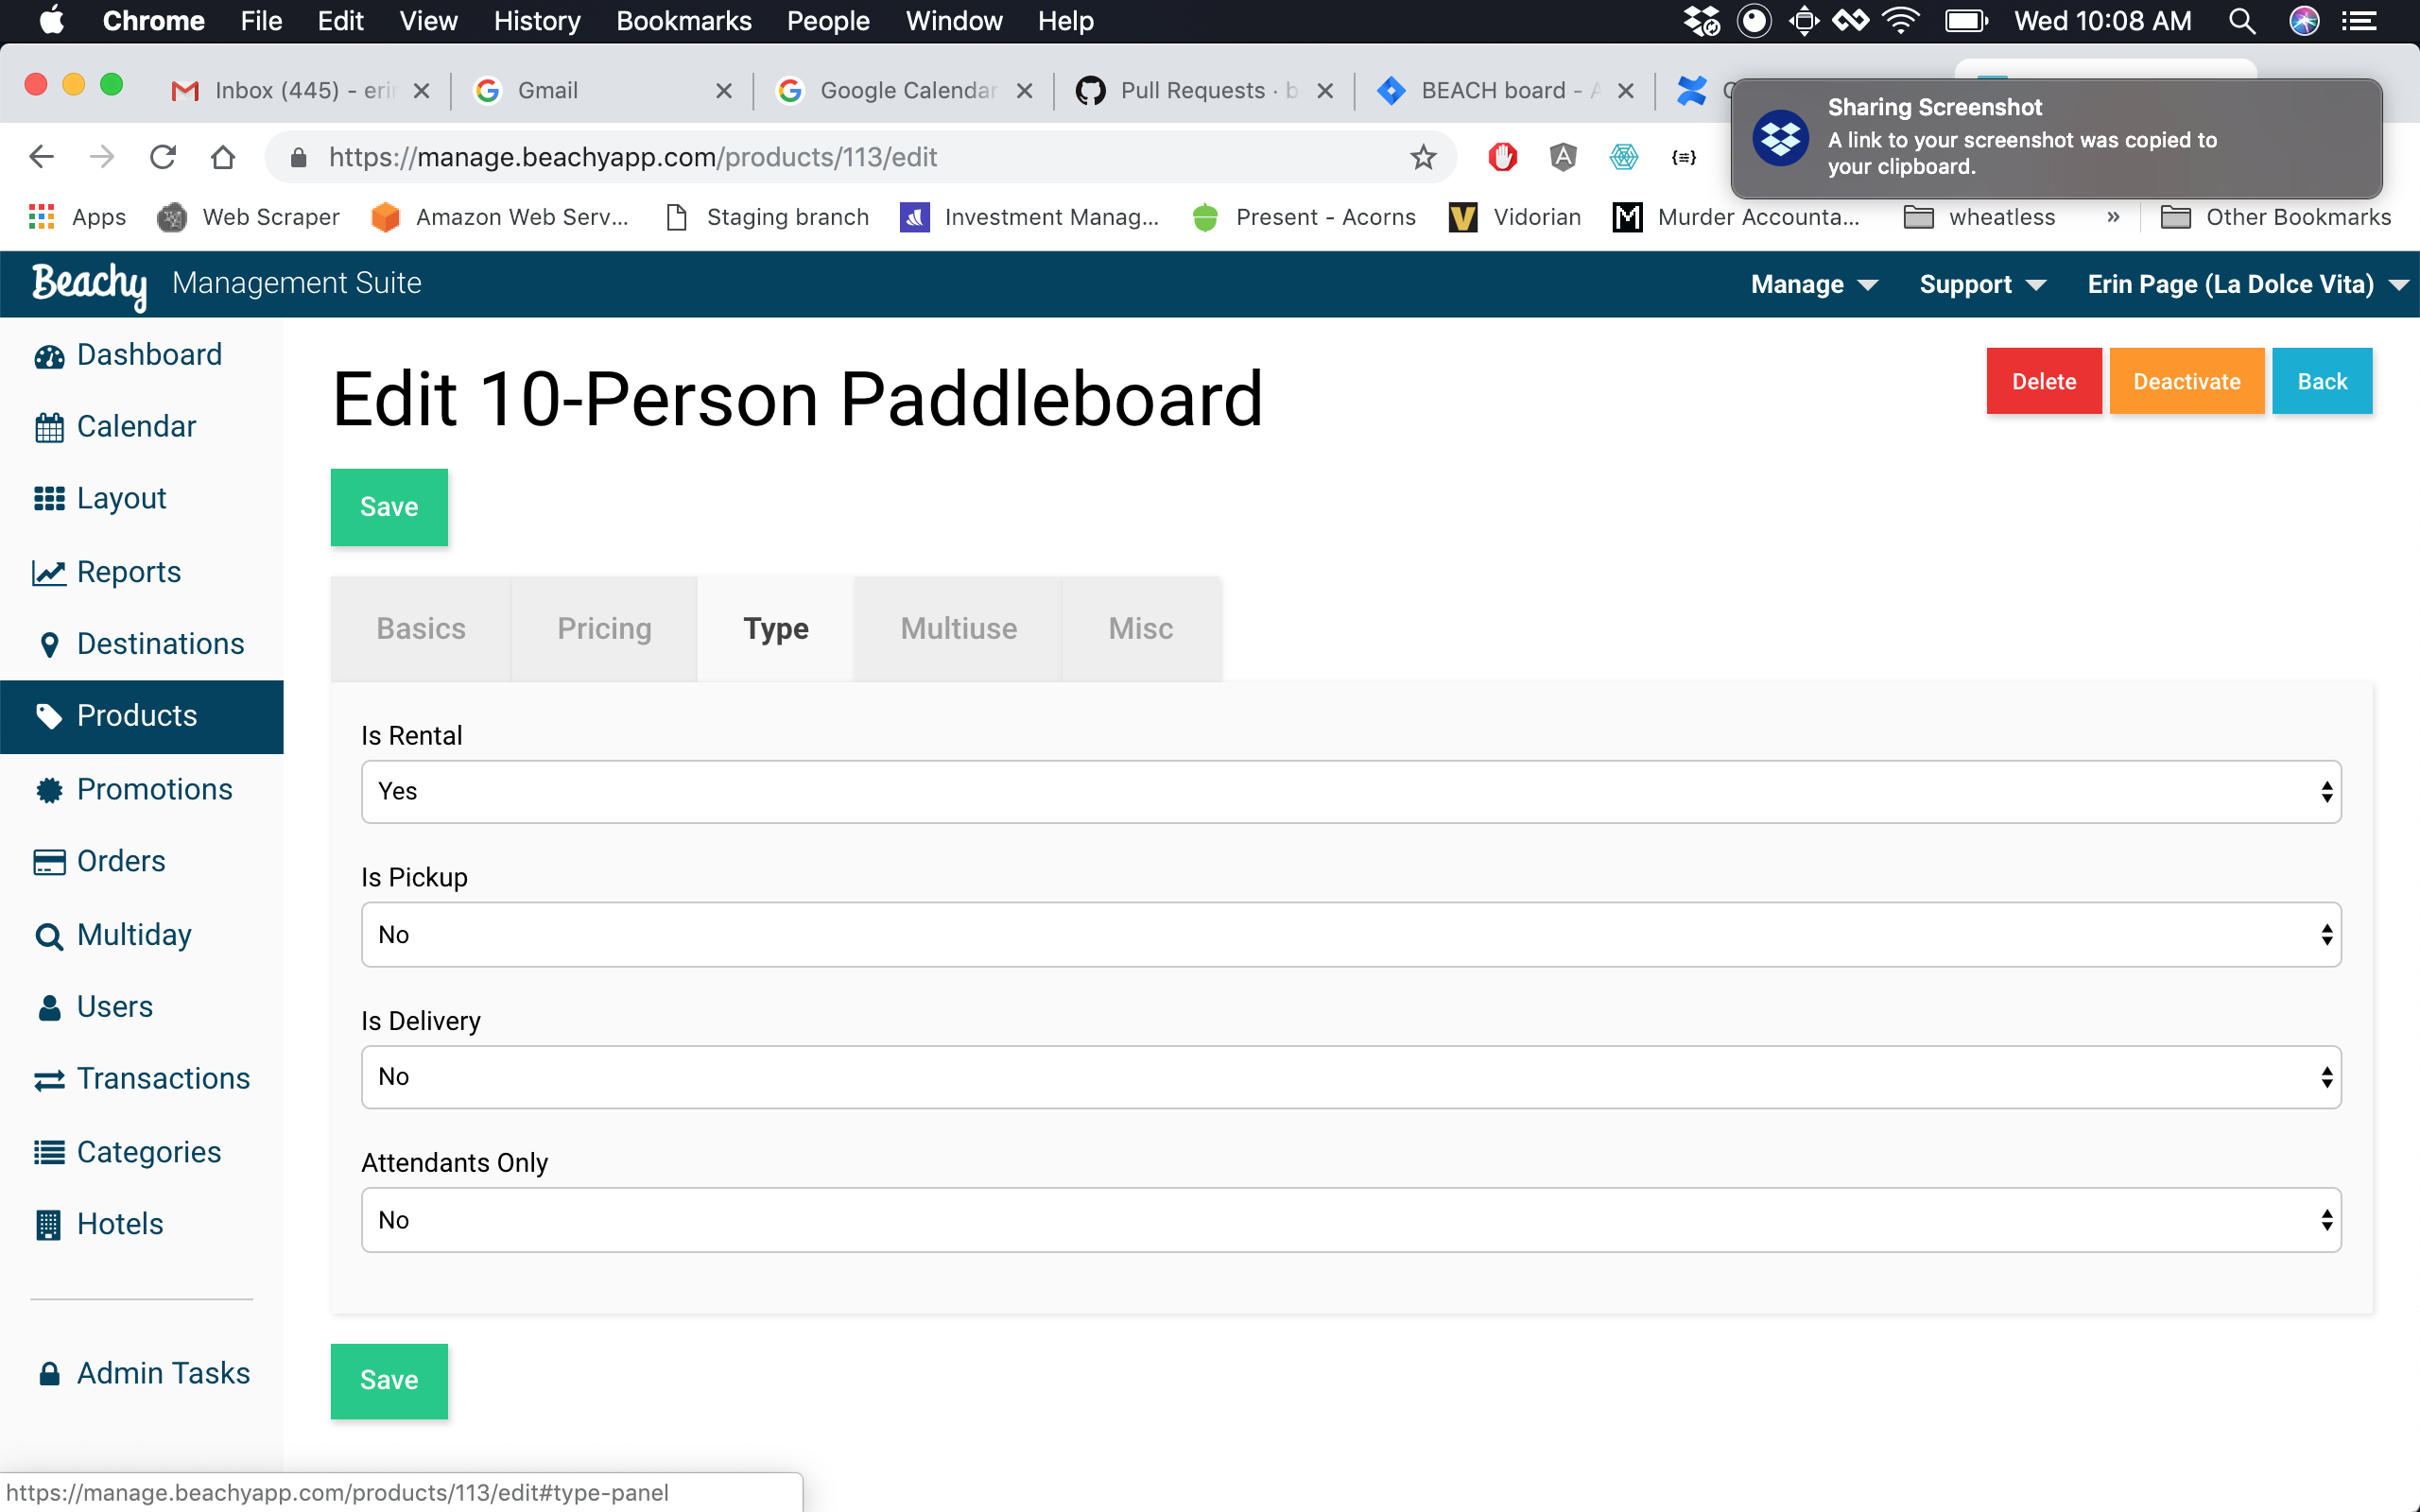 Chrome File Edit View History Bookmarks People Window Help Wed 10:08 AM
Inbox (445) - erin Gmail Google Calendar Pull Requests · b BEACH board - A
Sharing Screenshot
A link to your screenshot was copied to
your clipboard.
https://manage.beachyapp.com/products/113/edit
Apps Web Scraper Amazon Web Serv... Staging branch Investment Manag... Present - Acorns Vidorian Murder Accounta... wheatless » Other Bookmarks
Beachy Management Suite Manage Support Erin Page (La Dolce Vita)
Dashboard
Calendar
Layout
Reports
Destinations
Products
Promotions
Orders
Multiday
Users
Transactions
Categories
Hotels
Admin Tasks
Edit 10-Person Paddleboard
Delete Deactivate Back
Save
Basics Pricing Type Multiuse Misc
Is Rental
Yes
Is Pickup
No
Is Delivery
No
Attendants Only
No
Save
https://manage.beachyapp.com/products/113/edit#type-panel